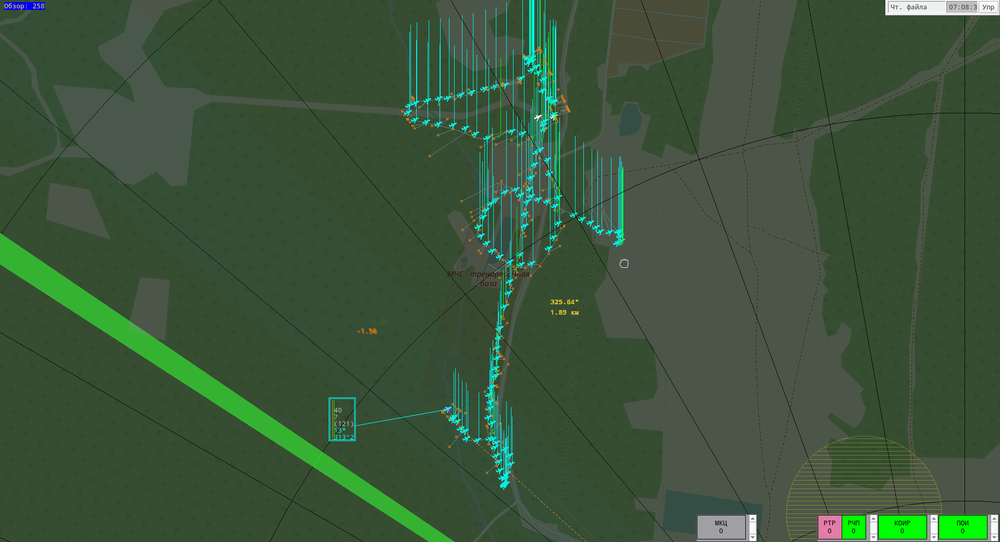 Обзор: 258
Чт. файла
07:08:3
Упр
МЧС - тренировочная
база
325.64°
1.89 км
-1.56
-1.56
40
?
(121)
13*
313°2
МКЦ
0
РТР
0
РЧП
0
КОИР
0
ПОИ
0